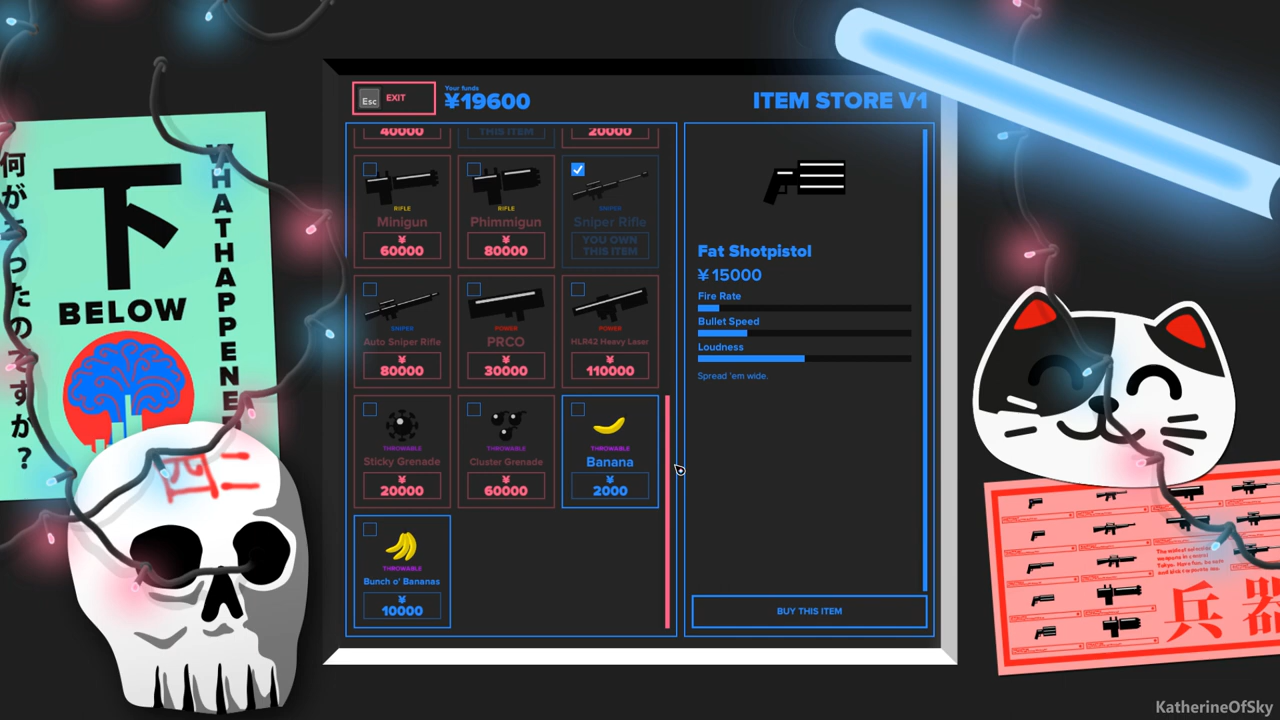 何が
ったのですか？
下
BELOW
WHATHAPPENE
Esc
EXIT
Your funds
¥19600
ITEM STORE V1
40000
THIS ITEM
20000
RIFLE
Minigun
¥
60000
RIFLE
Phimmigun
¥
80000
SNIPER
Sniper Rifle
YOU OWN
THIS ITEM
SNIPER
Auto Sniper Rifle
¥
80000
POWER
PRCO
¥
30000
POWER
HLR42 Heavy Laser
¥
110000
THROWABLE
Sticky Grenade
¥
20000
THROWABLE
Cluster Grenade
¥
60000
THROWABLE
Banana
¥
2000
THROWABLE
Bunch o' Bananas
¥
10000
Fat Shotpistol
¥15000
Fire Rate
Bullet Speed
Loudness
Spread 'em wide.
BUY THIS ITEM
兵器
KatherineOfSky